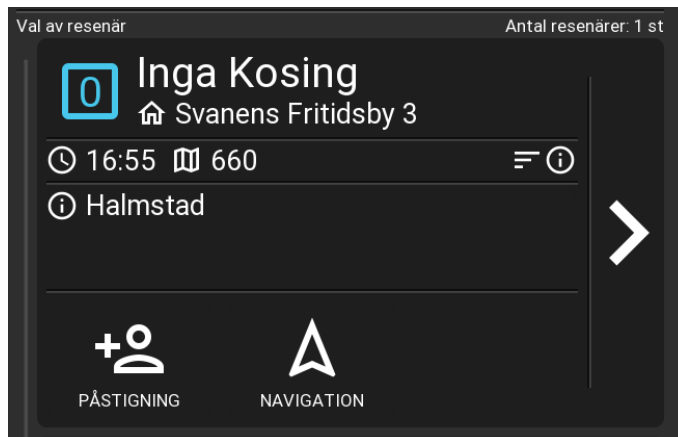 Val av resenär
Antal resenärer: 1 st
0
Inga Kosing
Svanens Fritidsby 3
16:55 660
Halmstad
PÅSTIGNING
NAVIGATION